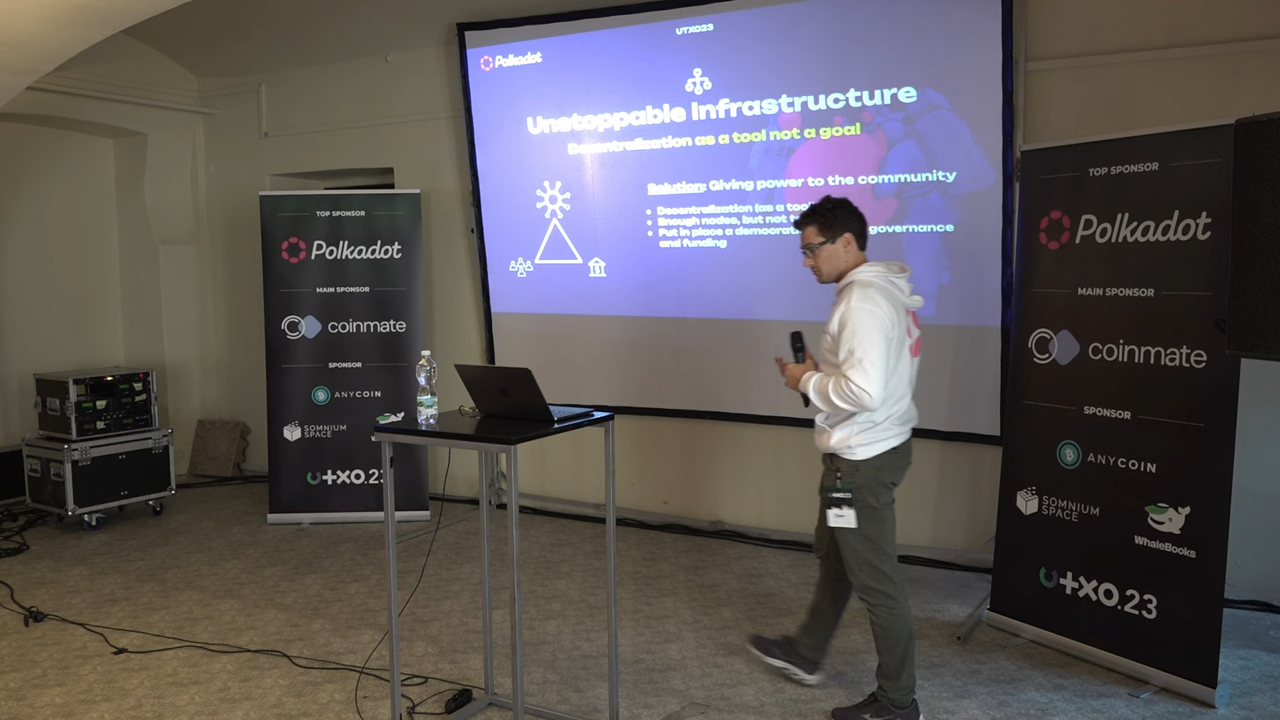 UTXO23
Polkadot
Unstoppable Infrastructure
Decentralization as a tool not a goal
Solution: Giving power to the community
Decentralization (as a tool
Enough nodes, but not
Put in place a democrat governance
and funding
TOP SPONSOR
Polkadot
MAIN SPONSOR
coinmate
SPONSOR
ANYCOIN
SOMNIUM
SPACE
utxo.23
TOP SPONSOR
Polkadot
MAIN SPONSOR
coinmate
SPONSOR
ANYCOIN
SOMNIUM
SPACE
WhaleBooks
utxo.23